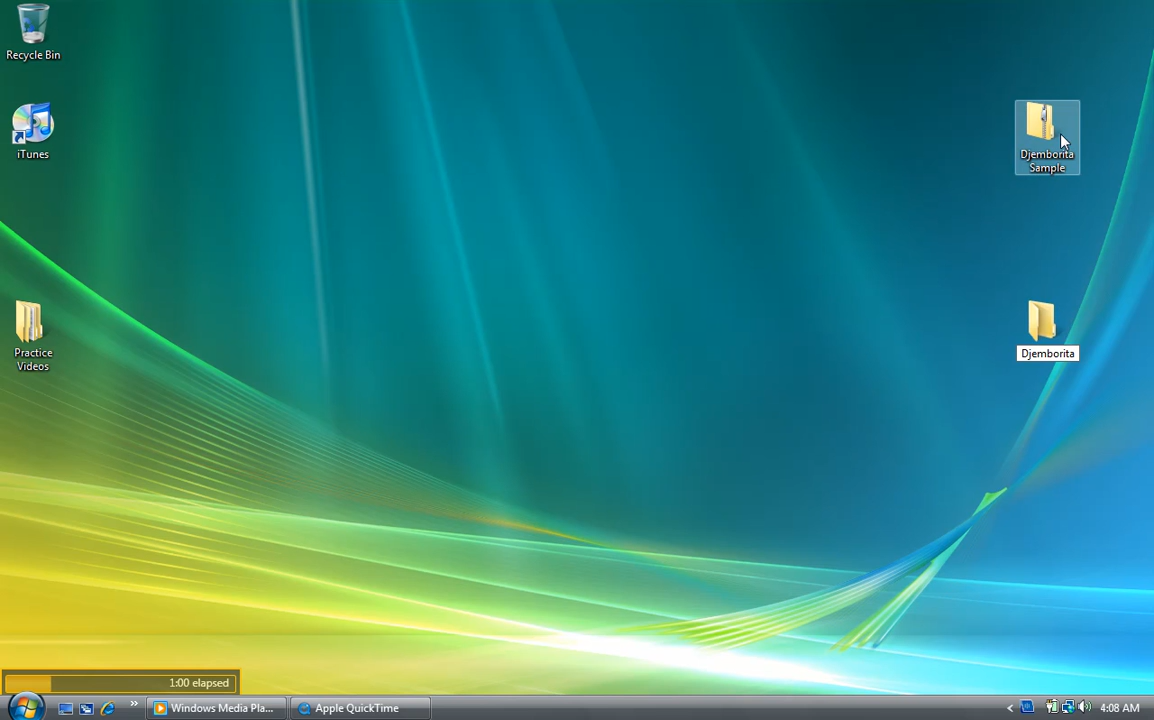 Recycle Bin
iTunes
Djemborita
Sample
Practice
Videos
Djemborita
1:00 elapsed
»
Windows Media Pla...
Apple QuickTime
<
4:08 AM